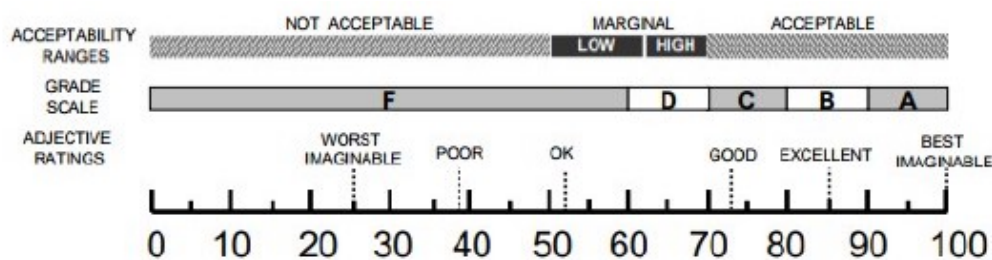 NOT ACCEPTABLE MARGINAL ACCEPTABLE
ACCEPTABILITY RANGES LOW HIGH
GRADE SCALE F D C B A
ADJECTIVE RATINGS WORST IMAGINABLE POOR OK GOOD EXCELLENT BEST IMAGINABLE
0 10 20 30 40 50 60 70 80 90 100